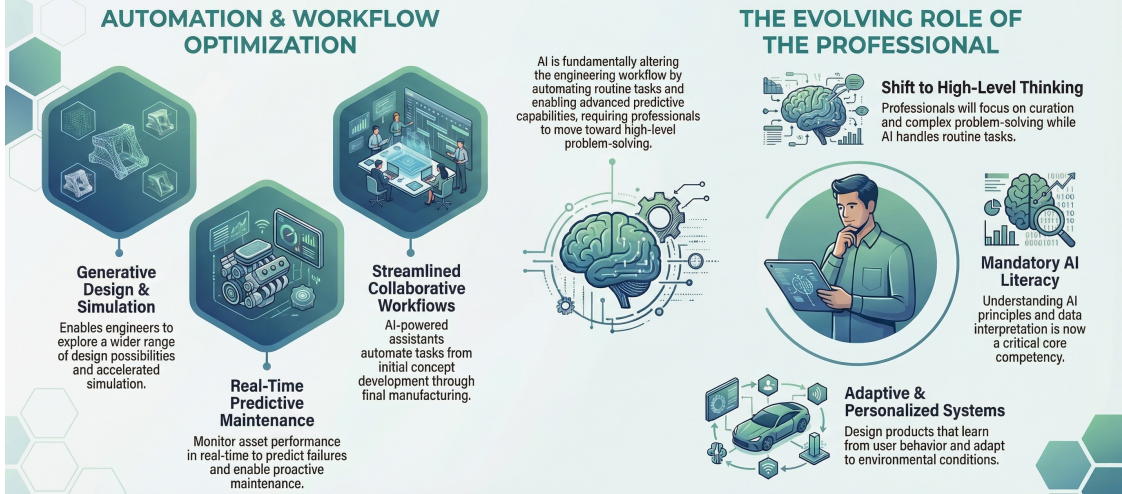 AUTOMATION & WORKFLOW
OPTIMIZATION
Generative
Design &
Simulation
Enables engineers to
explore a wider range
of design possibilities
and accelerated
simulation.
Real-Time
Predictive
Maintenance
Monitor asset performance
in real-time to predict failures
and enable proactive
maintenance.
Streamlined
Collaborative
Workflows
AI-powered
assistants
automate tasks from
initial concept
development through
final manufacturing.
AI is fundamentally altering
the engineering workflow by
automating routine tasks and
enabling advanced predictive
capabilities, requiring professionals
to move toward high-level
problem-solving.
THE EVOLVING ROLE OF
THE PROFESSIONAL
Shift to High-Level Thinking
Professionals will focus on curation
and complex problem-solving while
AI handles routine tasks.
Mandatory AI
Literacy
Understanding AI
principles and data
interpretation is now
a critical core
competency.
Adaptive &
Personalized Systems
Design products that learn
from user behavior and adapt
to environmental conditions.